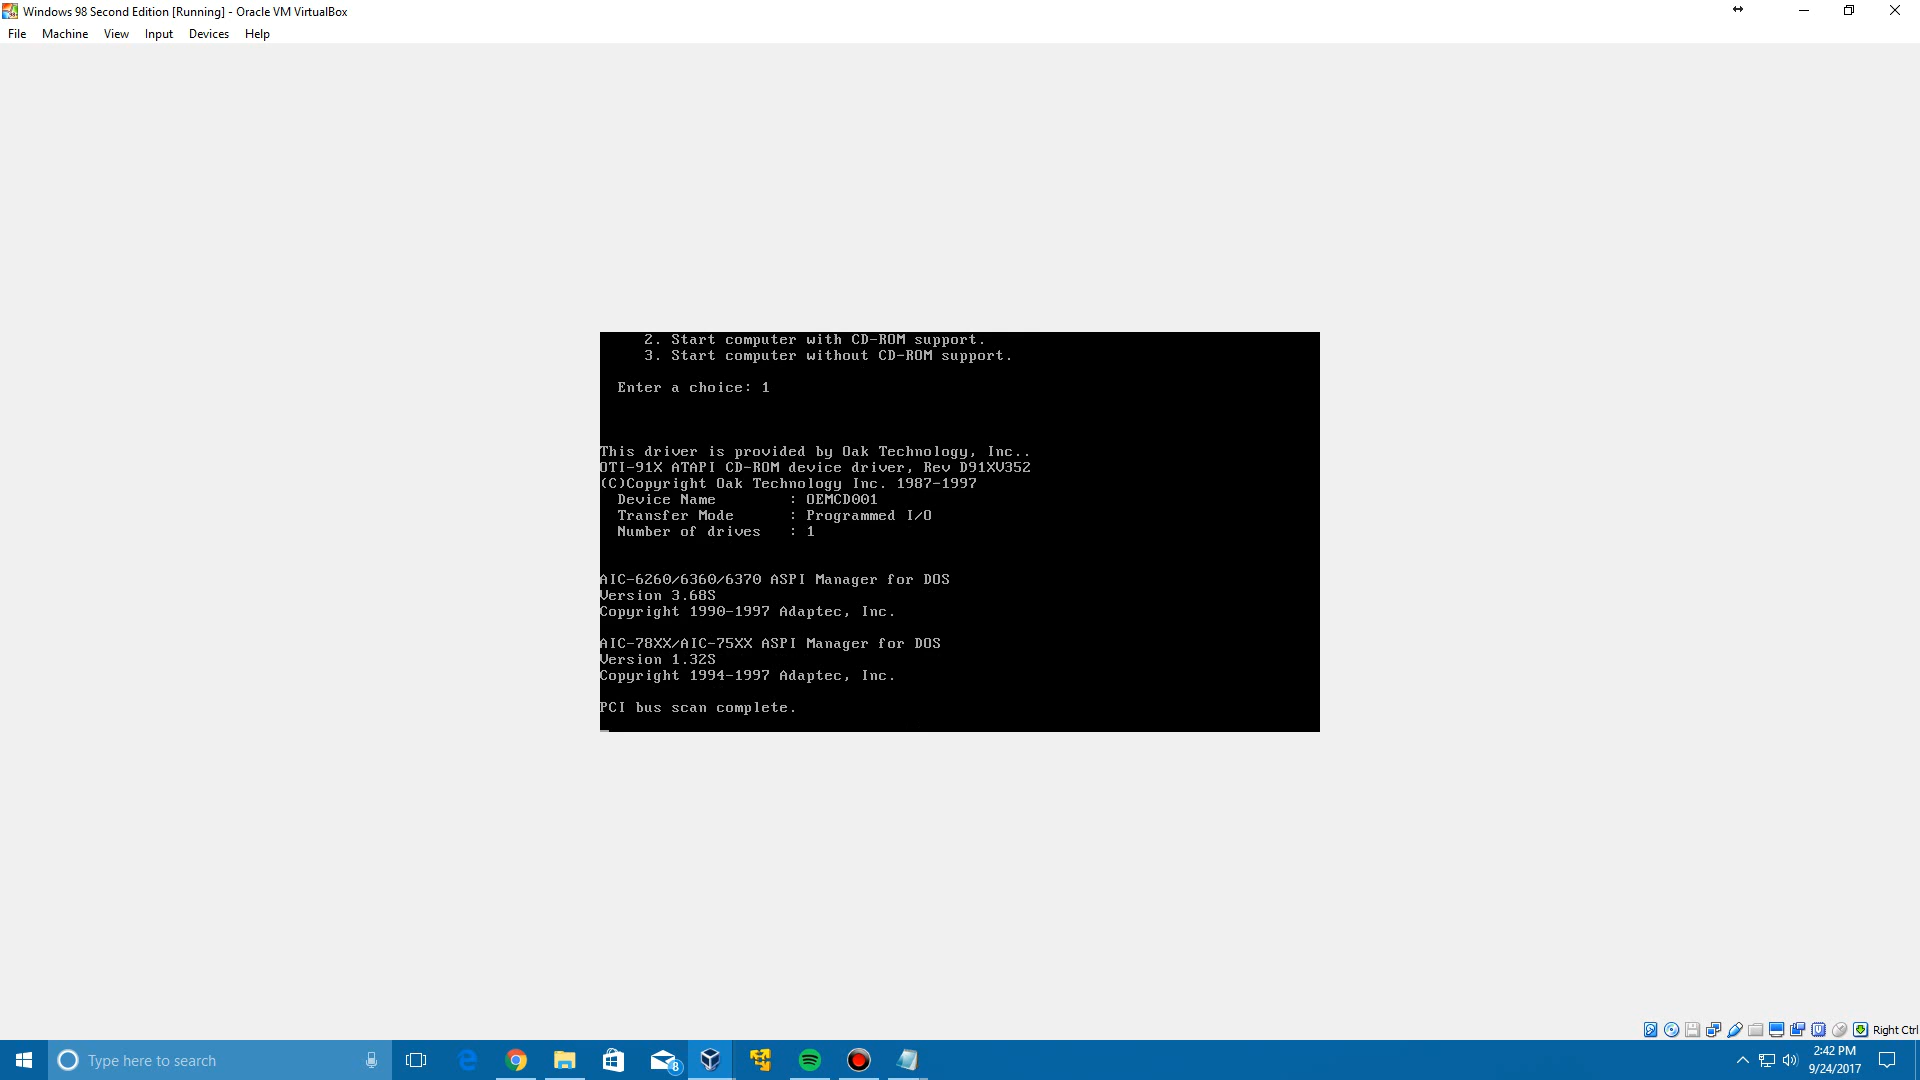 Windows 98 Second Edition [Running] - Oracle VM VirtualBox
File Machine View Input Devices Help
2. Start computer with CD-ROM support.
3. Start computer without CD-ROM support.
Enter a choice: 1
This driver is provided by Oak Technology, Inc..
OTI-91X ATAPI CD-ROM device driver, Rev D91XV352
(C)Copyright Oak Technology Inc. 1987-1997
Device Name : OEMCD001
Transfer Mode : Programmed I/O
Number of drives : 1
AIC-6260/6360/6370 ASPI Manager for DOS
Version 3.68S
Copyright 1990-1997 Adaptec, Inc.
AIC-78XX/AIC-75XX ASPI Manager for DOS
Version 1.32S
Copyright 1994-1997 Adaptec, Inc.
PCI bus scan complete.
Right Ctrl
Type here to search
8
2:42 PM
9/24/2017